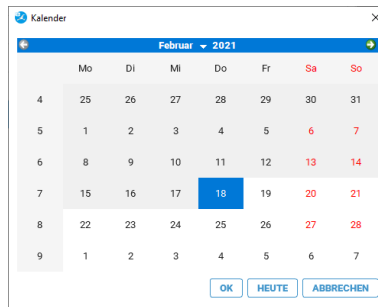 Kalender
Februar 2021
Mo Di Mi Do Fr Sa So
4 25 26 27 28 29 30 31
5 1 2 3 4 5 6 7
6 8 9 10 11 12 13 14
7 15 16 17 18 19 20 21
8 22 23 24 25 26 27 28
9 1 2 3 4 5 6 7
OK HEUTE ABBRECHEN